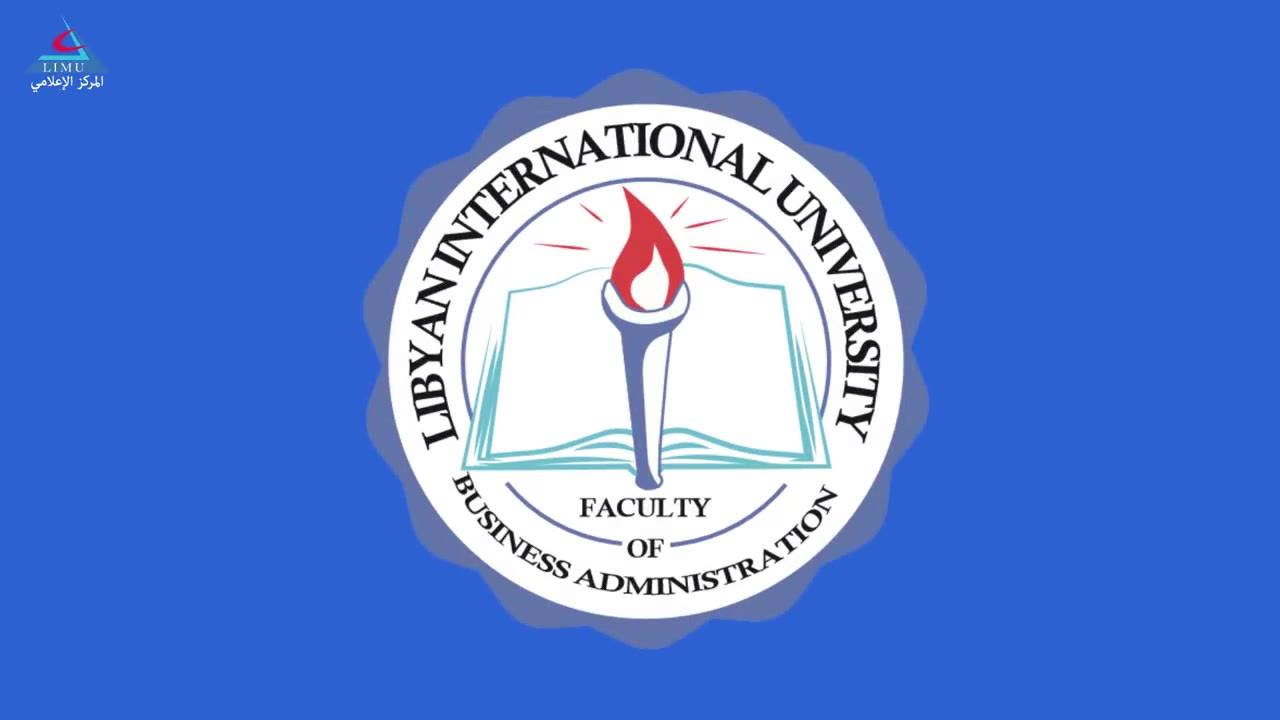 LIMU
المركز الإعلامي
LIBYAN INTERNATIONAL UNIVERSITY
FACULTY
OF
BUSINESS ADMINISTRATION